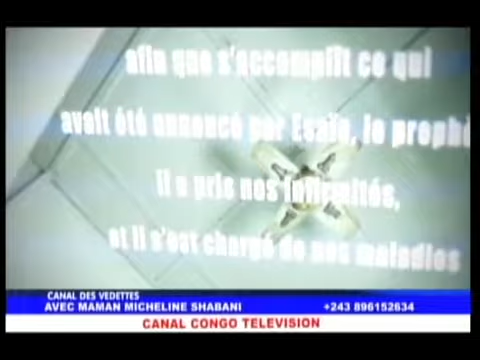 afin que s'accomplît ce qui
avait été annoncé par Esaïe, le prophè
il a pris nos infirmités,
et il s'est chargé de nos maladies
CANAL DES VEDETTES
AVEC MAMAN MICHELINE SHABANI +243 896152634
CANAL CONGO TELEVISION